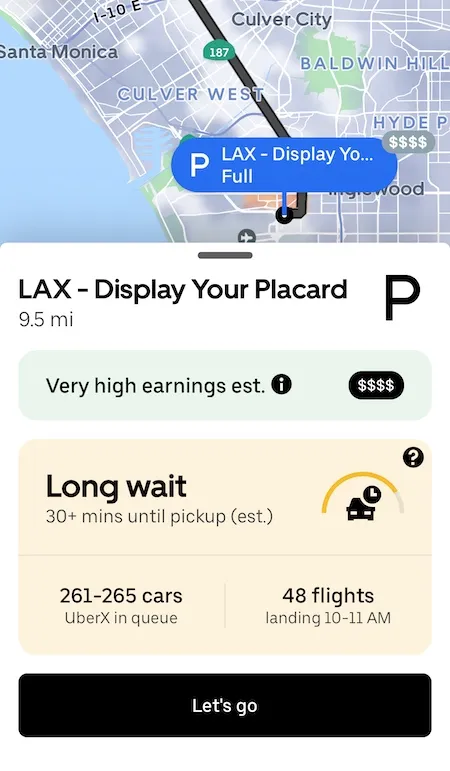 I-10 E
Culver City
Santa Monica
187
BALDWIN HILL
CULVER WEST
HYDE P
$$$$
P LAX - Display Yo...
Full
Inglewood
LAX - Display Your Placard
P
9.5 mi
Very high earnings est. i
$$$$
?
Long wait
30+ mins until pickup (est.)
261-265 cars
UberX in queue
48 flights
landing 10-11 AM
Let's go